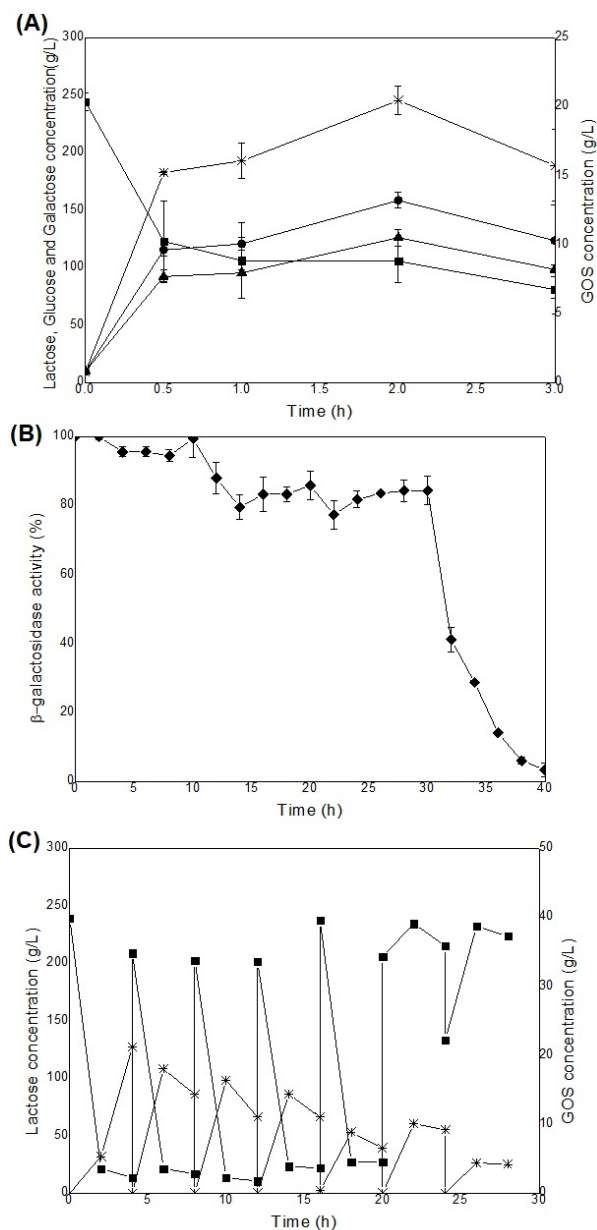 (A)
Lactose, Glucose and Galactose concentration(g/L)
300
250
200
150
100
50
0
25
20
15
10
5
0
GOS concentration (g/L)
0.0 0.5 1.0 1.5 2.0 2.5 3.0
Time (h)
(B)
β-galactosidase activity (%)
100
80
60
40
20
0
0 5 10 15 20 25 30 35 40
Time (h)
(C)
Lactose concentration (g/L)
300
250
200
150
100
50
0
50
40
30
20
10
0
GOS concentration (g/L)
0 5 10 15 20 25 30
Time (h)